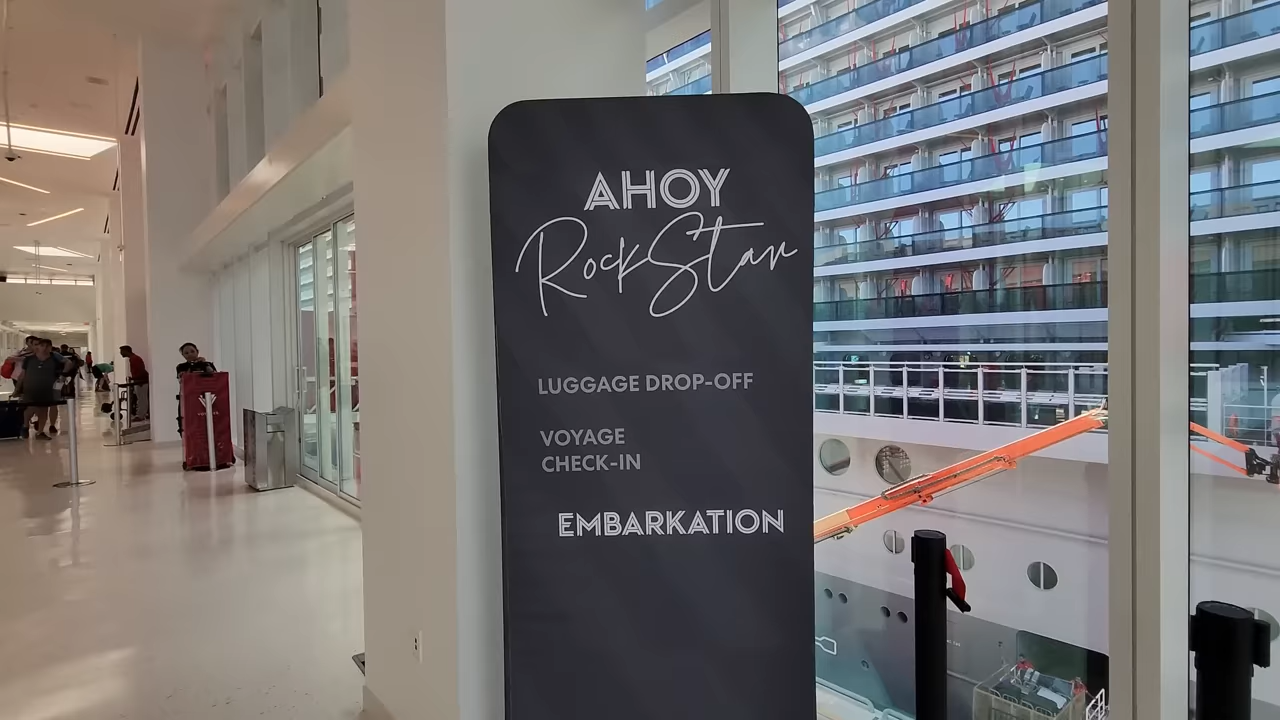 AHOY
RockStar
LUGGAGE DROP-OFF
VOYAGE
CHECK-IN
EMBARKATION